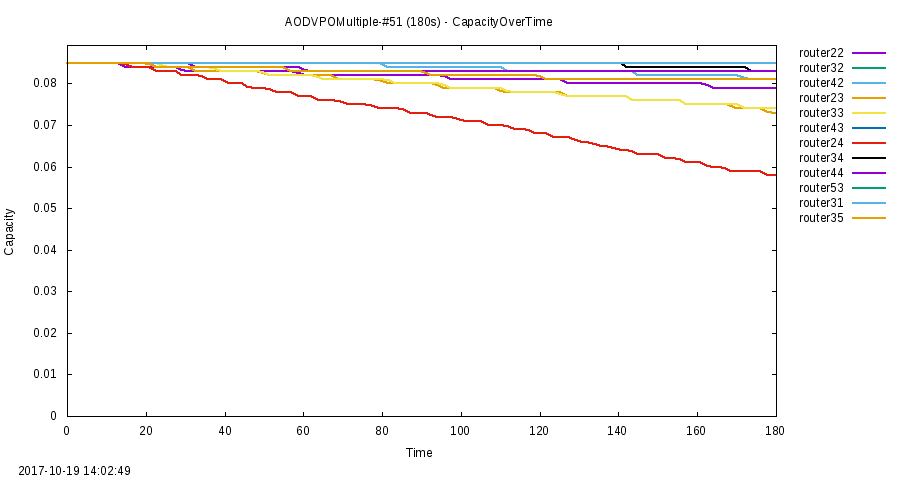 AODVPOMultiple-#51 (180s) - CapacityOverTime
router22
router32
router42
router23
router33
router43
router24
router34
router44
router53
router31
router35
0.08
0.07
0.06
0.05
0.04
0.03
0.02
0.01
0
Capacity
0 20 40 60 80 100 120 140 160 180
Time
2017-10-19 14:02:49